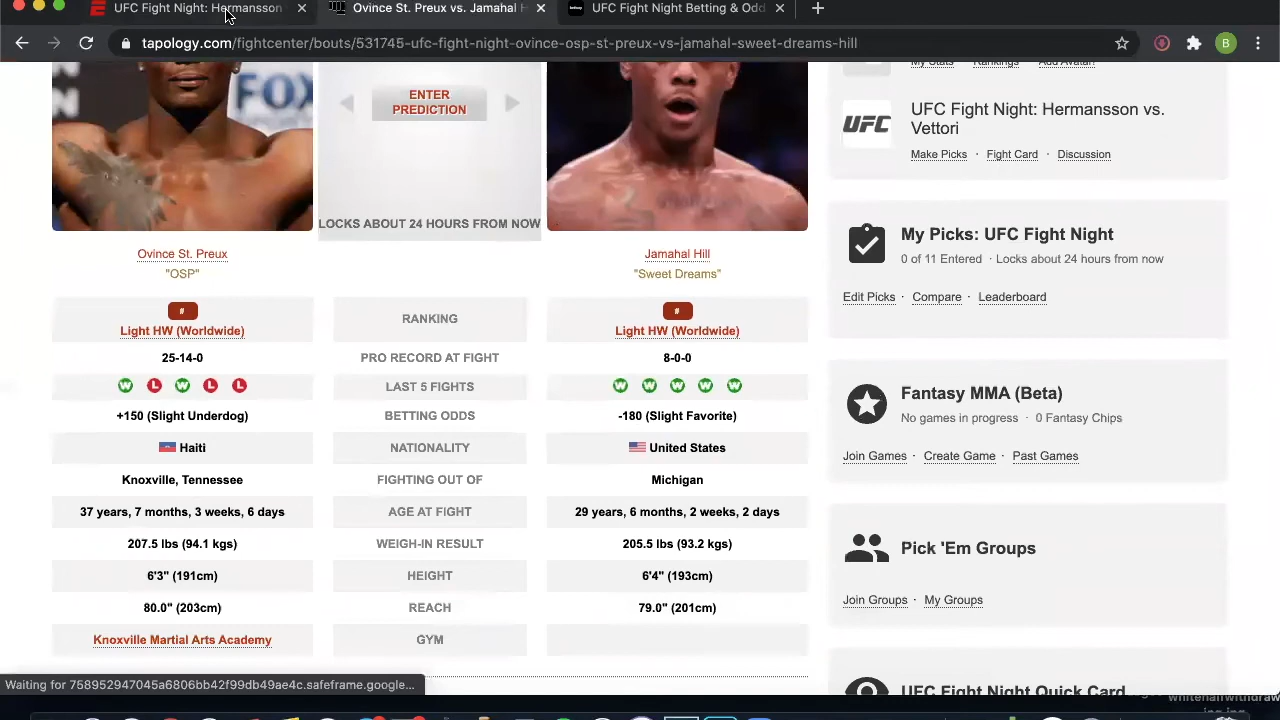 UFC Fight Night: Hermansson
Ovince St. Preux vs. Jamahal H
UFC Fight Night Betting & Odd
tapology.com/fightcenter/bouts/531745-ufc-fight-night-ovince-osp-st-preux-vs-jamahal-sweet-dreams-hill
B
FOX
ENTER
PREDICTION
LOCKS ABOUT 24 HOURS FROM NOW
Ovince St. Preux
Jamahal Hill
"OSP"
"Sweet Dreams"
#
RANKING
#
Light HW (Worldwide)
Light HW (Worldwide)
25-14-0
PRO RECORD AT FIGHT
8-0-0
W L W L L
LAST 5 FIGHTS
W W W W W
+150 (Slight Underdog)
BETTING ODDS
-180 (Slight Favorite)
Haiti
NATIONALITY
United States
Knoxville, Tennessee
FIGHTING OUT OF
Michigan
37 years, 7 months, 3 weeks, 6 days
AGE AT FIGHT
29 years, 6 months, 2 weeks, 2 days
207.5 lbs (94.1 kgs)
WEIGH-IN RESULT
205.5 lbs (93.2 kgs)
6'3" (191cm)
HEIGHT
6'4" (193cm)
80.0" (203cm)
REACH
79.0" (201cm)
Knoxville Martial Arts Academy
GYM
My Stats Rankings Add Avatar!
UFC
UFC Fight Night: Hermansson vs.
Vettori
Make Picks · Fight Card · Discussion
My Picks: UFC Fight Night
0 of 11 Entered · Locks about 24 hours from now
Edit Picks · Compare · Leaderboard
Fantasy MMA (Beta)
No games in progress · 0 Fantasy Chips
Join Games · Create Game · Past Games
Pick 'Em Groups
Join Groups · My Groups
UFC Fight Night Quick Card
Waiting for 758952947045a6806bb42f99db49ae4c.safeframe.google...
whitehalfwithdraw